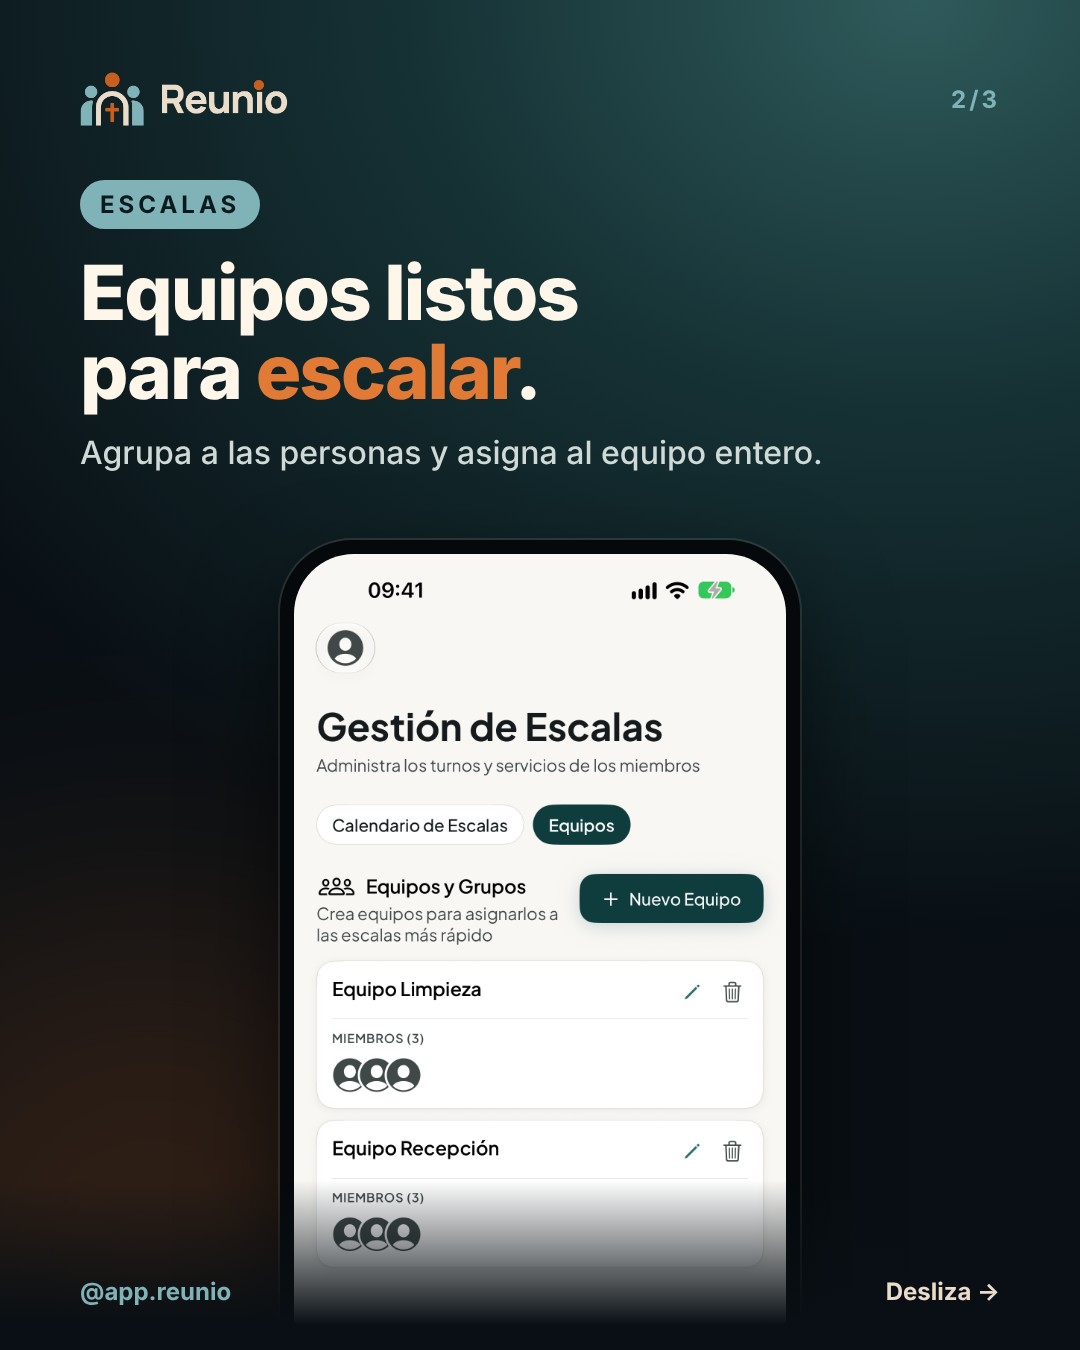 Reunio
2/3
ESCALAS
Equipos listos
para escalar.
Agrupa a las personas y asigna al equipo entero.
09:41
Gestión de Escalas
Administra los turnos y servicios de los miembros
Calendario de Escalas
Equipos
Equipos y Grupos
Crea equipos para asignarlos a
las escalas más rápido
+ Nuevo Equipo
Equipo Limpieza
MIEMBROS (3)
Equipo Recepción
MIEMBROS (3)
@app.reunio
Desliza →